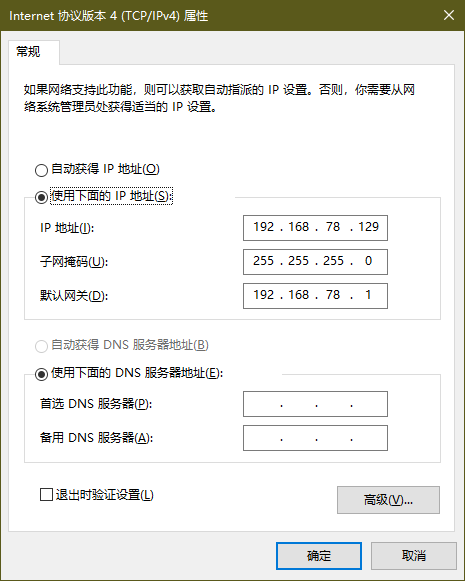 Internet 协议版本 4 (TCP/IPv4) 属性
常规
如果网络支持此功能，则可以获取自动指派的 IP 设置。否则，你需要从网
络系统管理员处获得适当的 IP 设置。
自动获得 IP 地址(O)
使用下面的 IP 地址(S):
IP 地址(I): 192 . 168 . 78 . 129
子网掩码(U): 255 . 255 . 255 . 0
默认网关(D): 192 . 168 . 78 . 1
自动获得 DNS 服务器地址(B)
使用下面的 DNS 服务器地址(E):
首选 DNS 服务器(P): . . .
备用 DNS 服务器(A): . . .
退出时验证设置(L)
高级(V)...
确定 取消